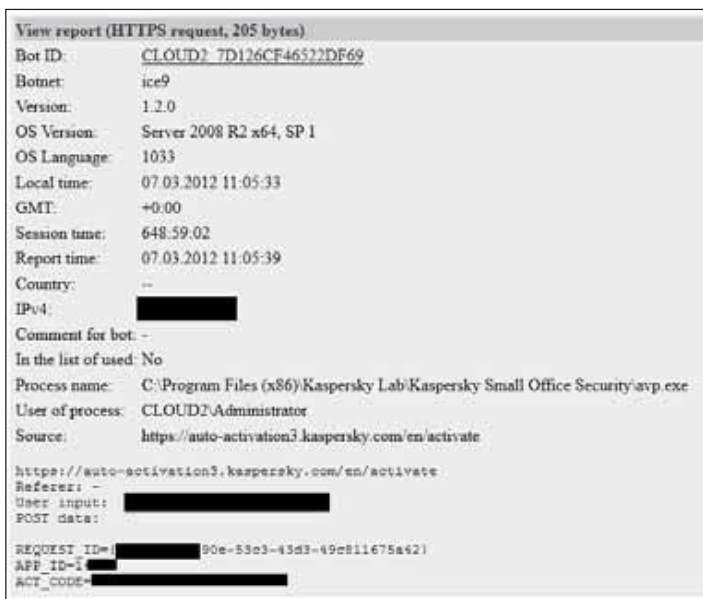 View report (HTTPS request, 205 bytes)
Bot ID: CLOUD2_7D126CF46522DF69
Botnet: ice9
Version: 1.2.0
OS Version: Server 2008 R2 x64, SP 1
OS Language: 1033
Local time: 07.03.2012 11:05:33
GMT: +0:00
Session time: 648:59:02
Report time: 07.03.2012 11:05:39
Country: --
IPv4:
Comment for bot: -
In the list of used: No
Process name: C:\Program Files (x86)\Kaspersky Lab\Kaspersky Small Office Security\avp.exe
User of process: CLOUD2\Administrator
Source: https://auto-activation3.kaspersky.com/en/activate
https://auto-activation3.kaspersky.com/en/activate
Referer: -
User input:
POST data:
REQUEST_ID={ 90e-53c3-43d3-49c811675a42}
APP_ID=1
ACT_CODE=